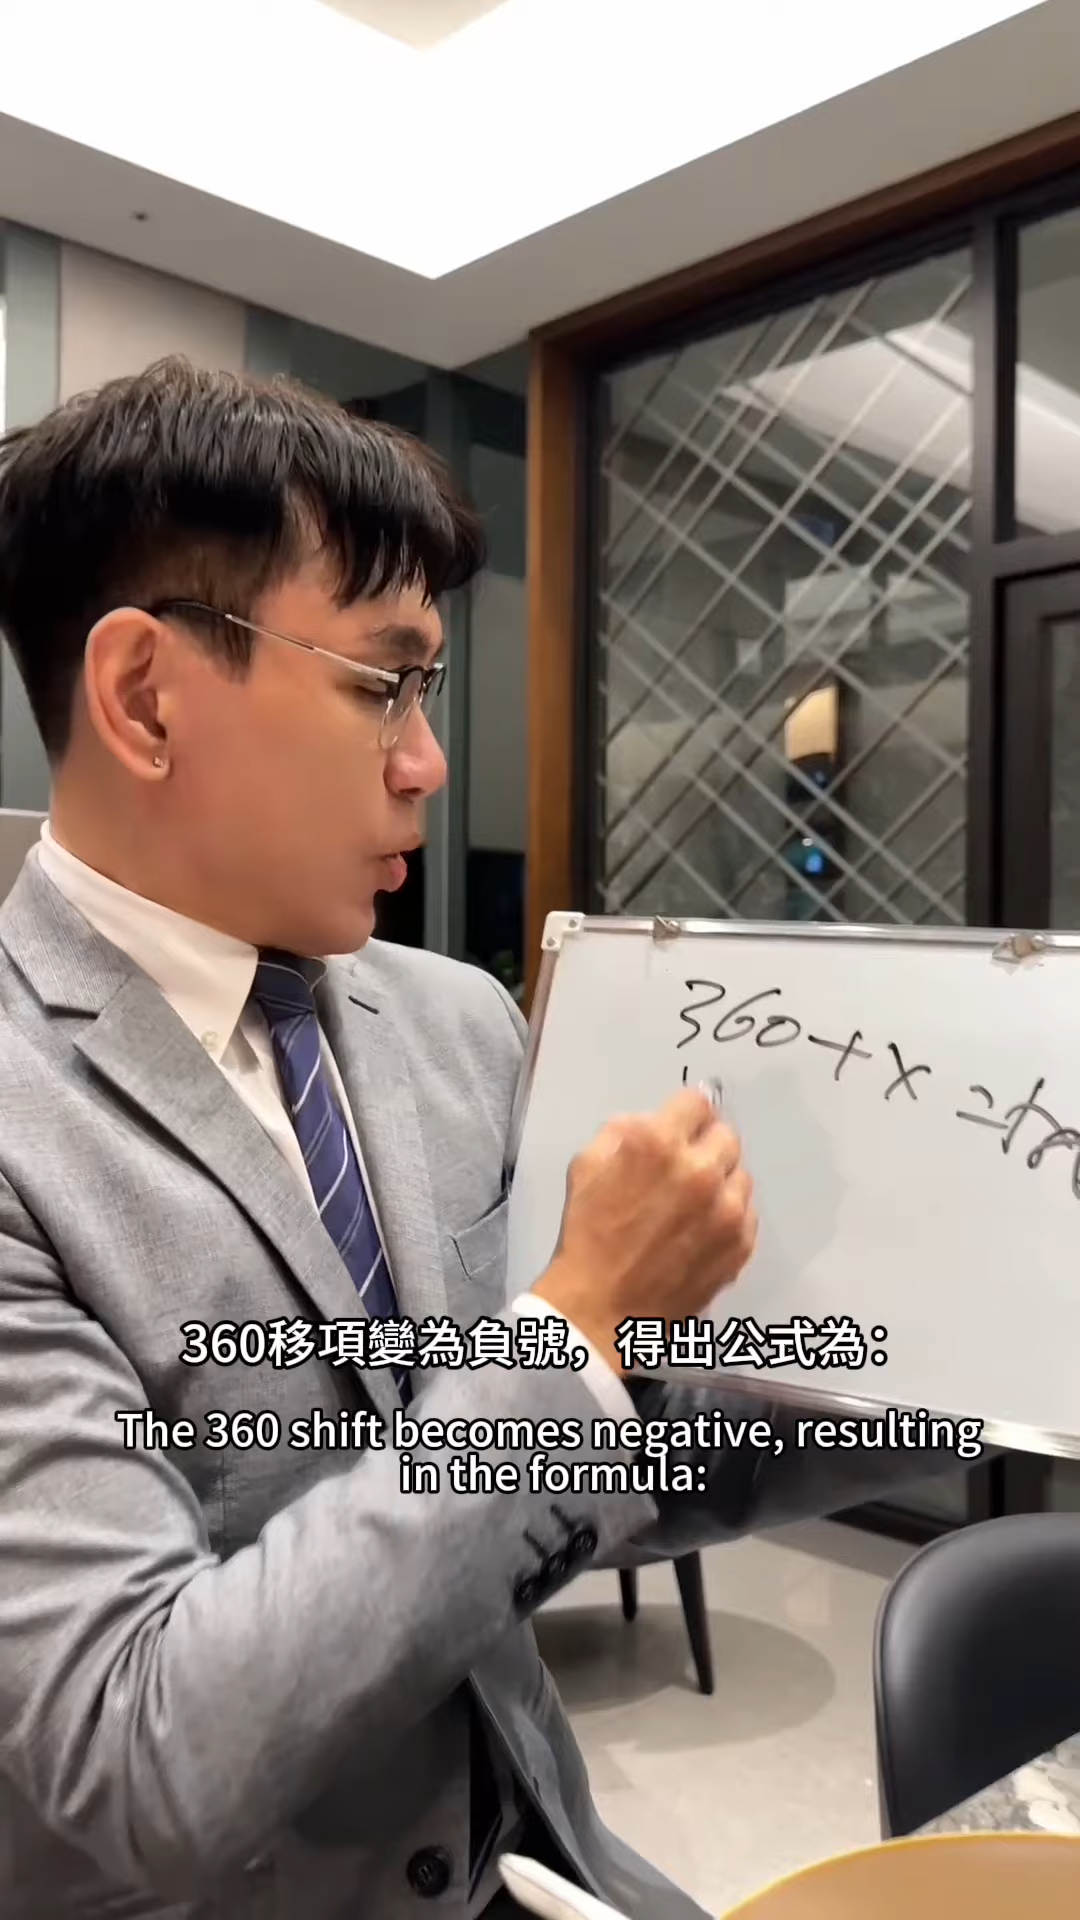 360+x=
360移項變為負號，得出公式為：
The 360 shift becomes negative, resulting
in the formula: